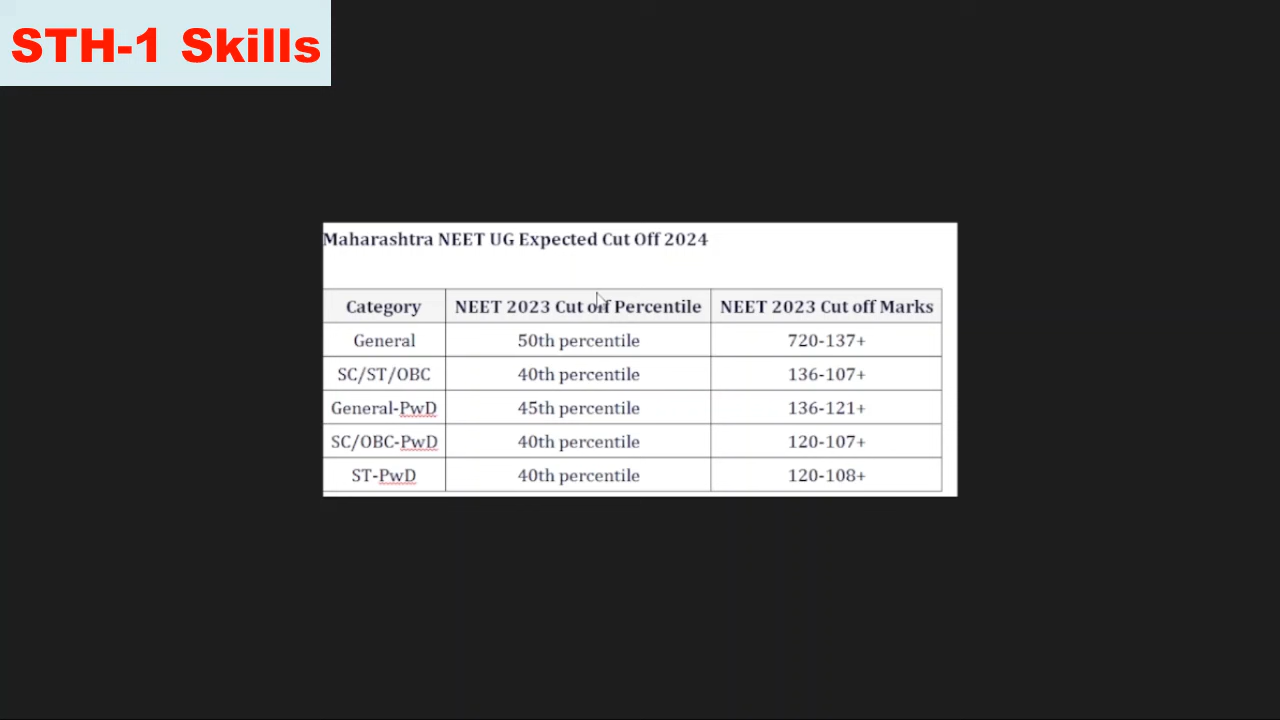 STH-1 Skills
Maharashtra NEET UG Expected Cut Off 2024
Category NEET 2023 Cut off Percentile NEET 2023 Cut off Marks
General 50th percentile 720-137+
SC/ST/OBC 40th percentile 136-107+
General-PwD 45th percentile 136-121+
SC/OBC-PwD 40th percentile 120-107+
ST-PwD 40th percentile 120-108+